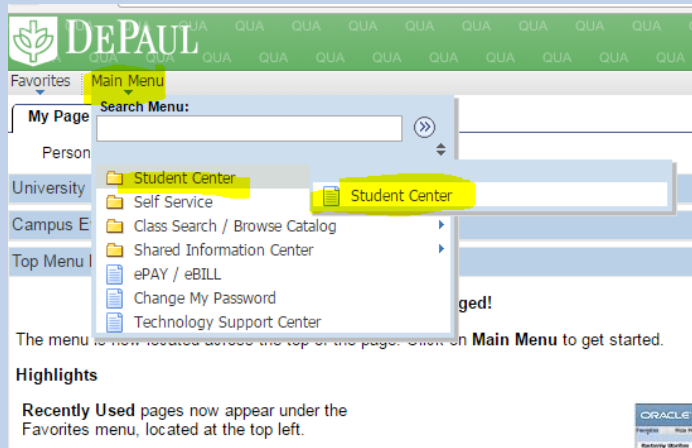 QUA QUA QUA QUA QUA QUA QUA QUA
DEPAUL
QUA QUA QUA QUA QUA QUA QUA QUA QUA
Favorites Main Menu
My Page
Search Menu:
Person
Student Center
Student Center
University
Self Service
Campus E
Class Search / Browse Catalog
Shared Information Center
Top Menu
ePAY / eBILL
Change My Password
ged!
Technology Support Center
The menu is now located across the top of the page. Click on Main Menu to get started.
Highlights
Recently Used pages now appear under the
Favorites menu, located at the top left.
ORACLE
Favorites Main
Recently